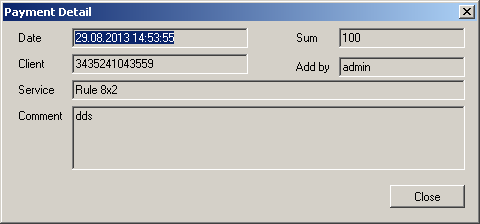 Payment Detail
Date 29.08.2013 14:53:55 Sum 100
Client 3435241043559 Add by admin
Service Rule 8x2
Comment dds
Close